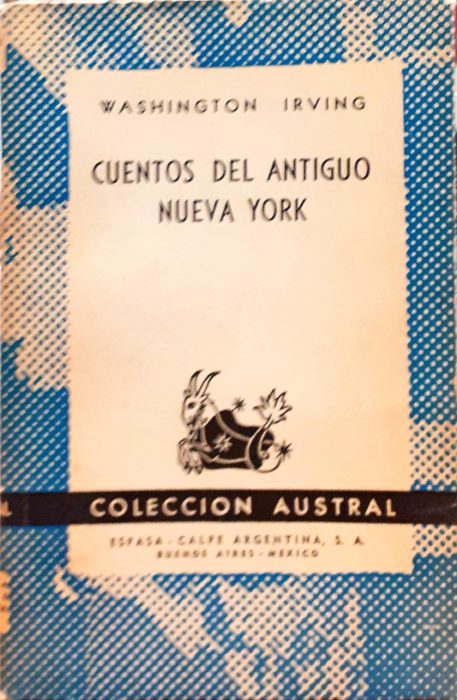 WASHINGTON IRVING
CUENTOS DEL ANTIGUO
NUEVA YORK
L
COLECCION AUSTRAL
ESPASA - CALPE ARGENTINA, S. A.
BUENOS AIRES - MEXICO